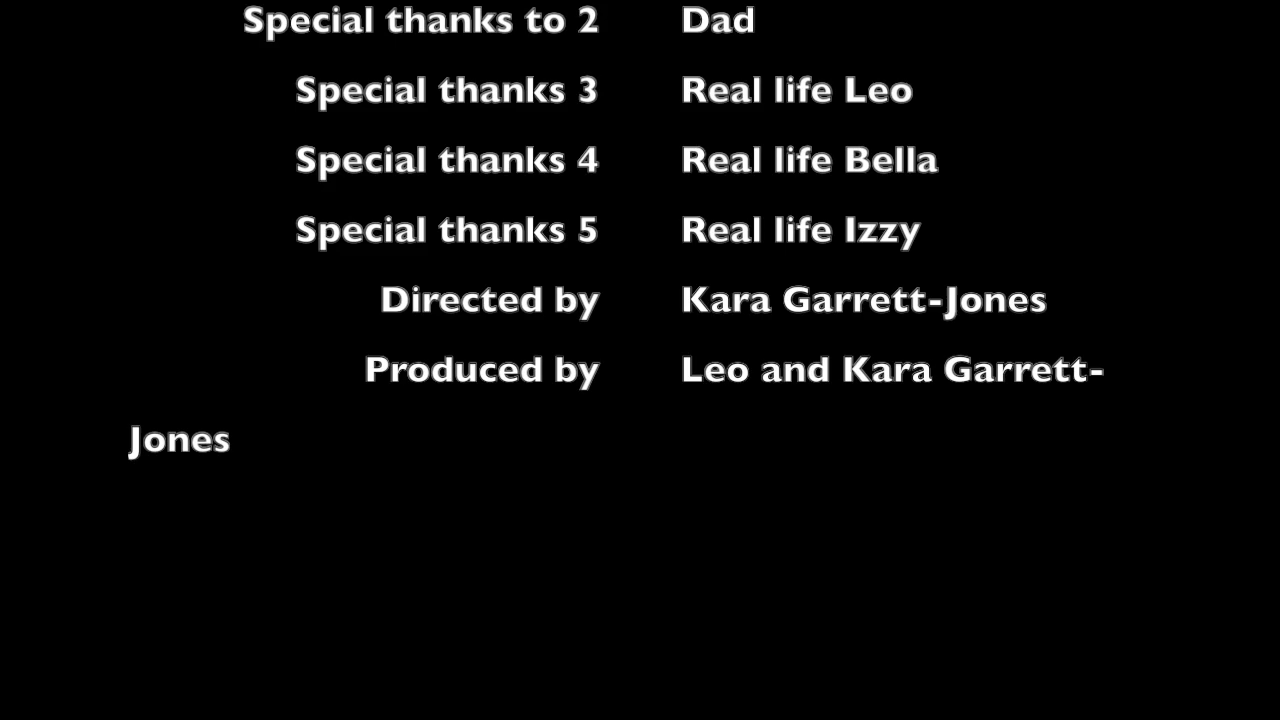 Special thanks to 2 Dad
Special thanks 3 Real life Leo
Special thanks 4 Real life Bella
Special thanks 5 Real life Izzy
Directed by Kara Garrett-Jones
Produced by Leo and Kara Garrett-
Jones